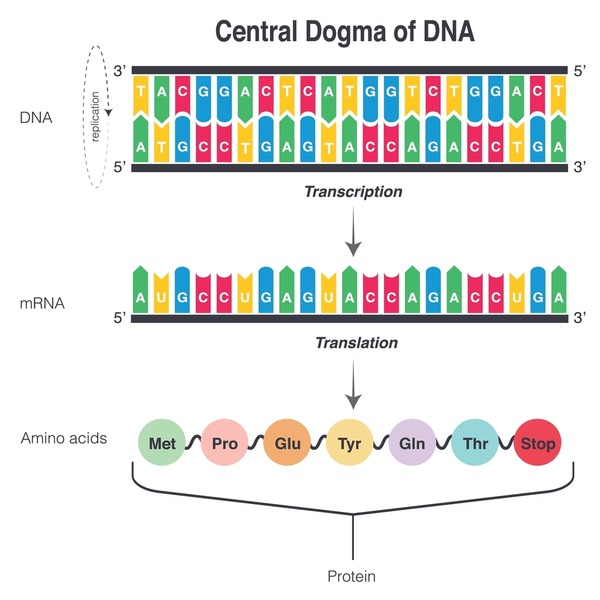 Central Dogma of DNA
3’ 5’
T A C G G A C T C A T G G T C T G G A C T
replication
DNA
A T G C C T G A G T A C C A G A C C T G A
5’ 3’
Transcription
mRNA
A U G C C U G A G U A C C A G A C C U G A
5’ 3’
Translation
Amino acids
Met Pro Glu Tyr Gln Thr Stop
Protein